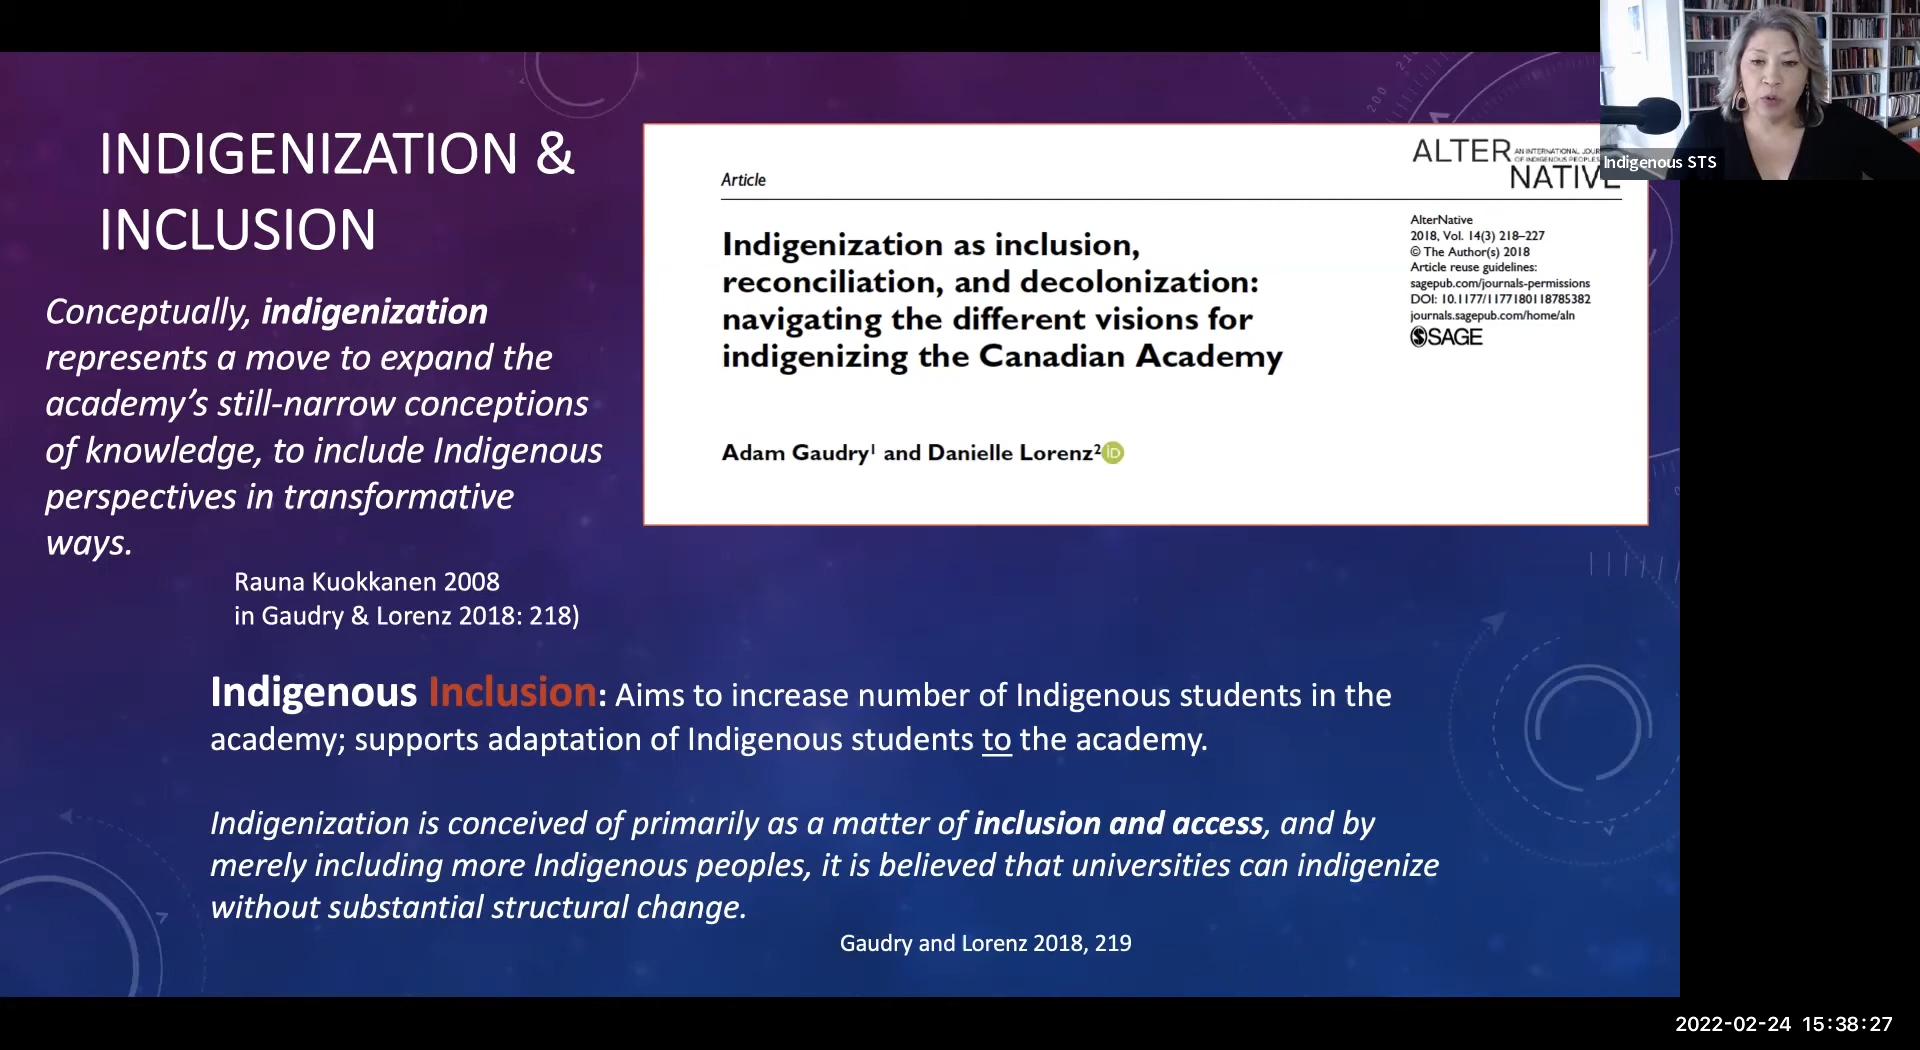 INDIGENIZATION &
INCLUSION
Conceptually, indigenization
represents a move to expand the
academy’s still-narrow conceptions
of knowledge, to include Indigenous
perspectives in transformative
ways.
Rauna Kuokkanen 2008
in Gaudry & Lorenz 2018: 218)
Article
ALTER
AN INTERNATIONAL
OF INDIGENOUS PEOPLES
NATIVE
Indigenization as inclusion,
reconciliation, and decolonization:
navigating the different visions for
indigenizing the Canadian Academy
Adam Gaudry¹ and Danielle Lorenz² iD
AlterNative
2018, Vol. 14(3) 218–227
© The Author(s) 2018
Article reuse guidelines:
sagepub.com/journals-permissions
DOI: 10.1177/1177180118785382
journals.sagepub.com/home/aln
SAGE
Indigenous Inclusion: Aims to increase number of Indigenous students in the
academy; supports adaptation of Indigenous students to the academy.
Indigenization is conceived of primarily as a matter of inclusion and access, and by
merely including more Indigenous peoples, it is believed that universities can indigenize
without substantial structural change.
Gaudry and Lorenz 2018, 219
Indigenous STS
200
2022-02-24 15:38:27